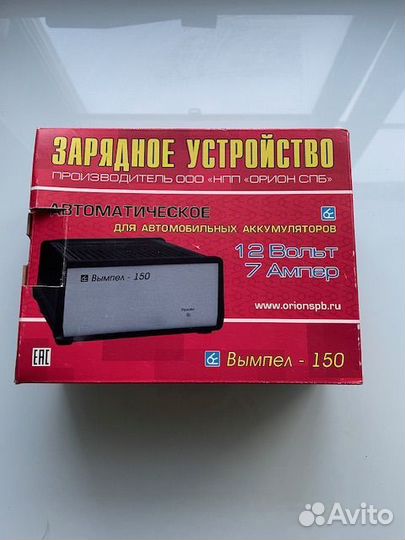 ЗАРЯДНОЕ УСТРОЙСТВО
ПРОИЗВОДИТЕЛЬ ООО «НПП «ОРИОН СПБ»
АВТОМАТИЧЕСКОЕ
ДЛЯ АВТОМОБИЛЬНЫХ АККУМУЛЯТОРОВ
12 Вольт
7 Ампер
Вымпел - 150
www.orionspb.ru
EAC
Вымпел - 150
Avito